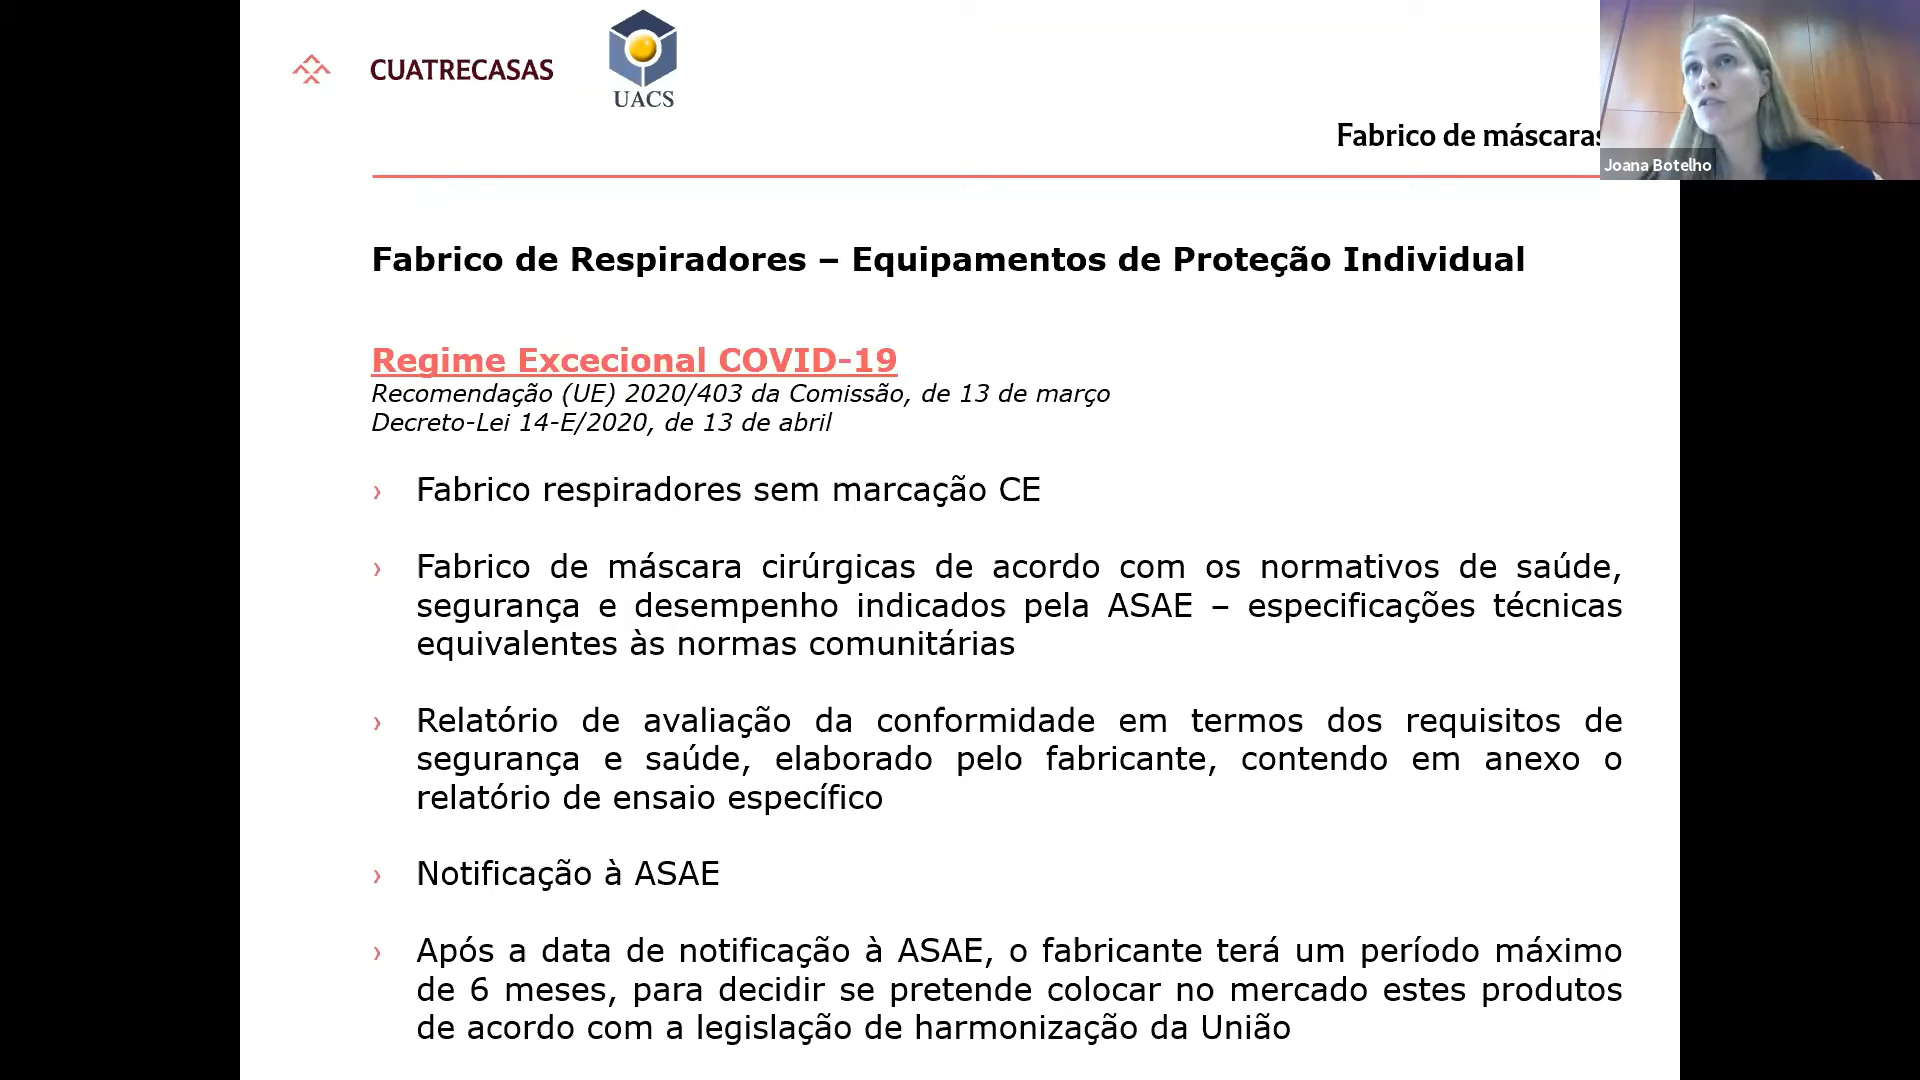 CUATRECASAS
UACS
Fabrico de máscaras
Joana Botelho
Fabrico de Respiradores – Equipamentos de Proteção Individual
Regime Excecional COVID-19
Recomendação (UE) 2020/403 da Comissão, de 13 de março
Decreto-Lei 14-E/2020, de 13 de abril
› Fabrico respiradores sem marcação CE
› Fabrico de máscara cirúrgicas de acordo com os normativos de saúde,
segurança e desempenho indicados pela ASAE – especificações técnicas
equivalentes às normas comunitárias
› Relatório de avaliação da conformidade em termos dos requisitos de
segurança e saúde, elaborado pelo fabricante, contendo em anexo o
relatório de ensaio específico
› Notificação à ASAE
› Após a data de notificação à ASAE, o fabricante terá um período máximo
de 6 meses, para decidir se pretende colocar no mercado estes produtos
de acordo com a legislação de harmonização da União